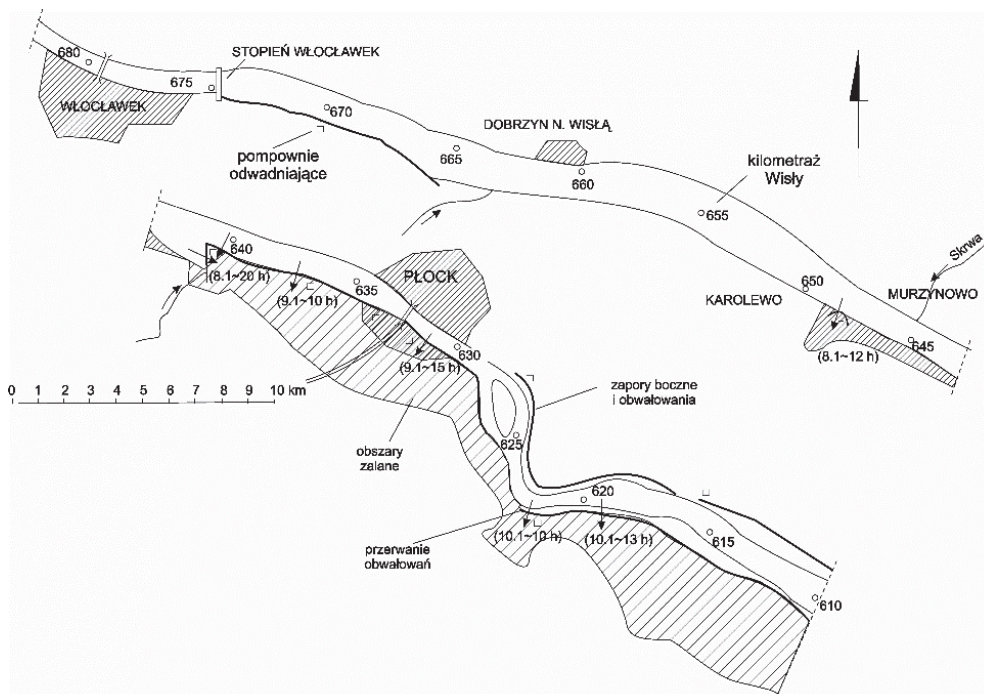 680
STOPIEŃ WŁOCŁAWEK
675
WŁOCŁAWEK
670
DOBRZYN N. WISŁĄ
pompownie
odwadniające
665
660
kilometraż
Wisły
655
Skrwa
650
MURZYNOWO
KAROLEWO
645
(8.1~12 h)
640
(8.1~20 h)
(9.1~10 h)
635
PŁOCK
630
(9.1~15 h)
0 1 2 3 4 5 6 7 8 9 10 km
zapory boczne
i obwałowania
obszary
zalane
625
620
615
(10.1~10 h)
(10.1~13 h)
przerwanie
obwałowań
610